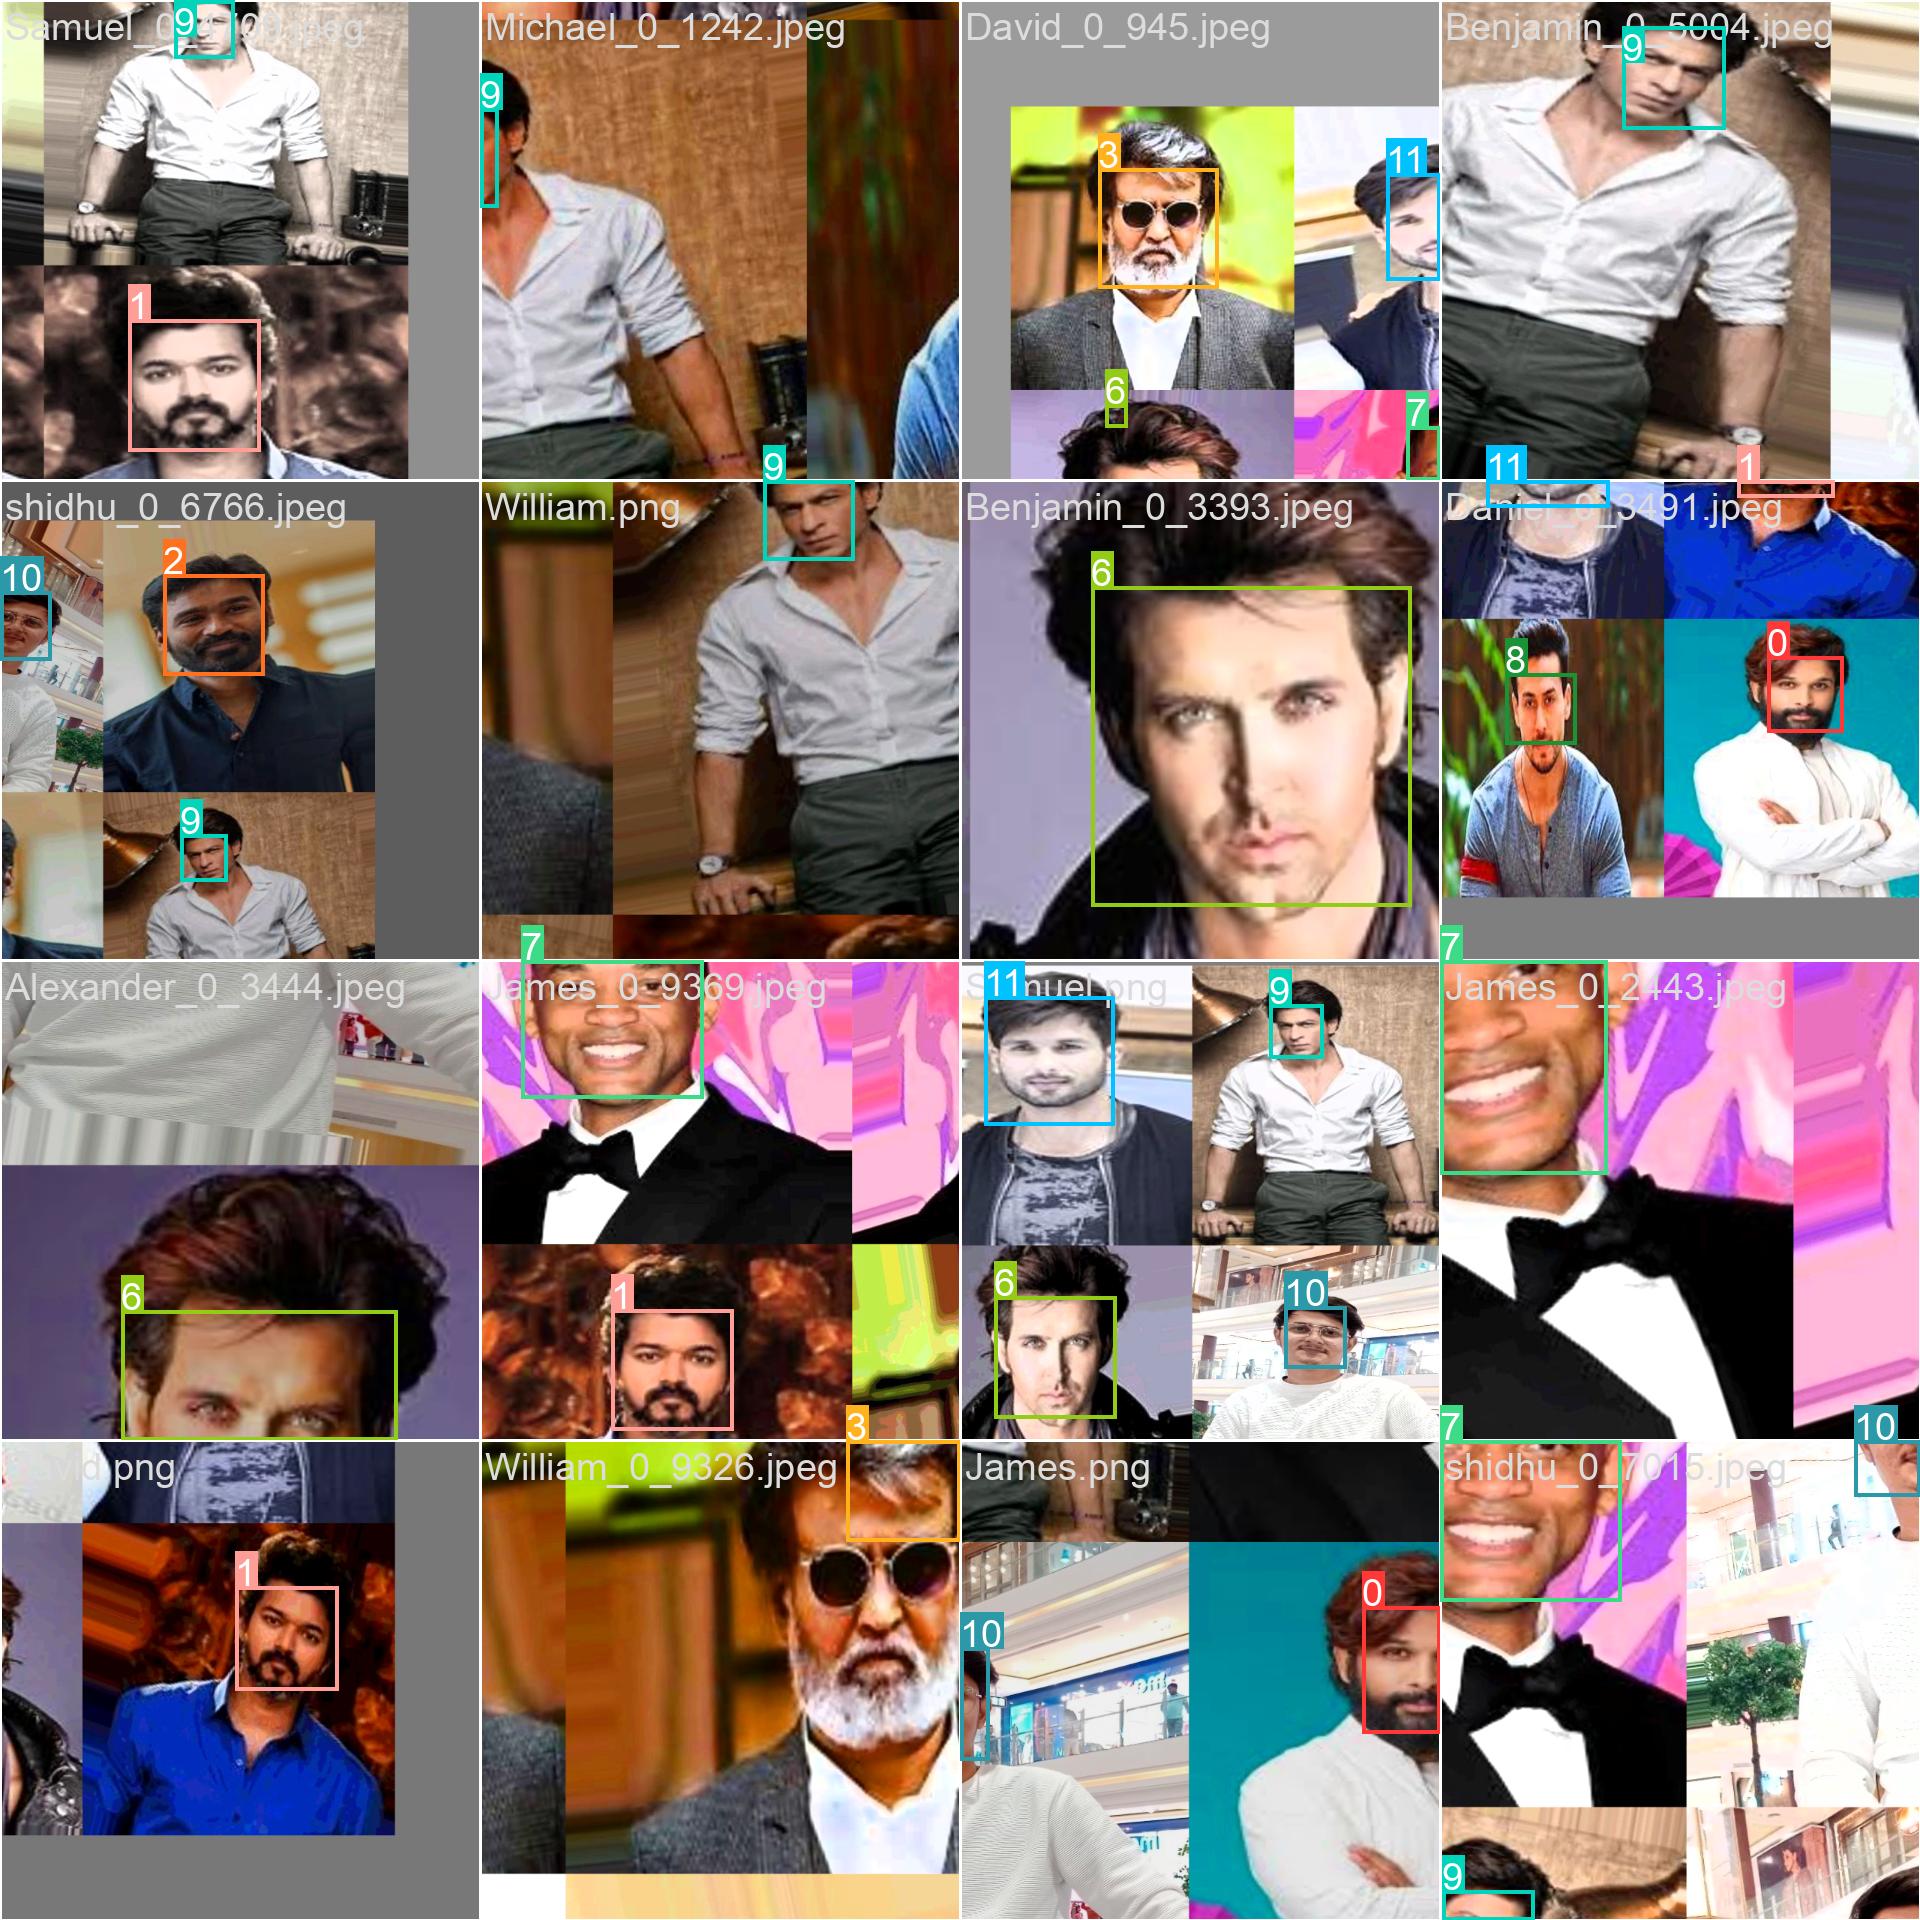 Samuel_0_4109.jpeg
Michael_0_1242.jpeg
David_0_945.jpeg
Benjamin_0_5004.jpeg
9
1
9
3
11
6
7
9
shidhu_0_6766.jpeg
William.png
Benjamin_0_3393.jpeg
Daniel_0_3491.jpeg
10
2
9
9
6
11
1
8
0
Alexander_0_3444.jpeg
James_0_9369.jpeg
Samuel.png
James_0_2443.jpeg
6
7
1
3
11
9
6
10
7
David.png
William_0_9326.jpeg
James.png
shidhu_0_7015.jpeg
1
3
10
0
7
10
9